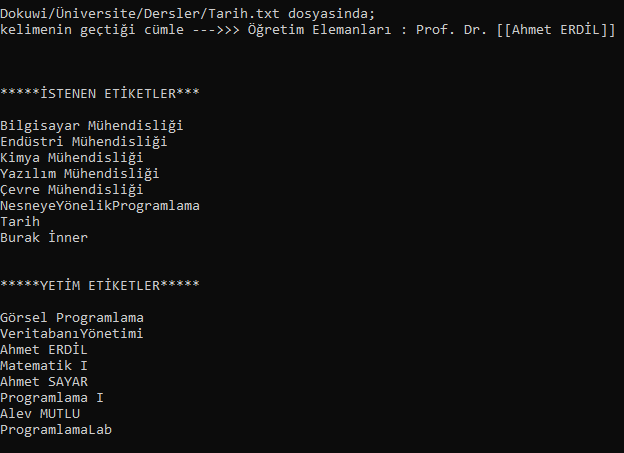 Dokuwi/Üniversite/Dersler/Tarih.txt dosyasinda;
kelimenin geçtiği cümle --->>> Öğretim Elemanları : Prof. Dr. [[Ahmet ERDİL]]
*****İSTENEN ETİKETLER***
Bilgisayar Mühendisliği
Endüstri Mühendisliği
Kimya Mühendisliği
Yazılım Mühendisliği
Çevre Mühendisliği
NesneyeYönelikProgramlama
Tarih
Burak İnner
*****YETİM ETİKETLER*****
Görsel Programlama
VeritabanıYönetimi
Ahmet ERDİL
Matematik I
Ahmet SAYAR
Programlama I
Alev MUTLU
ProgramlamaLab